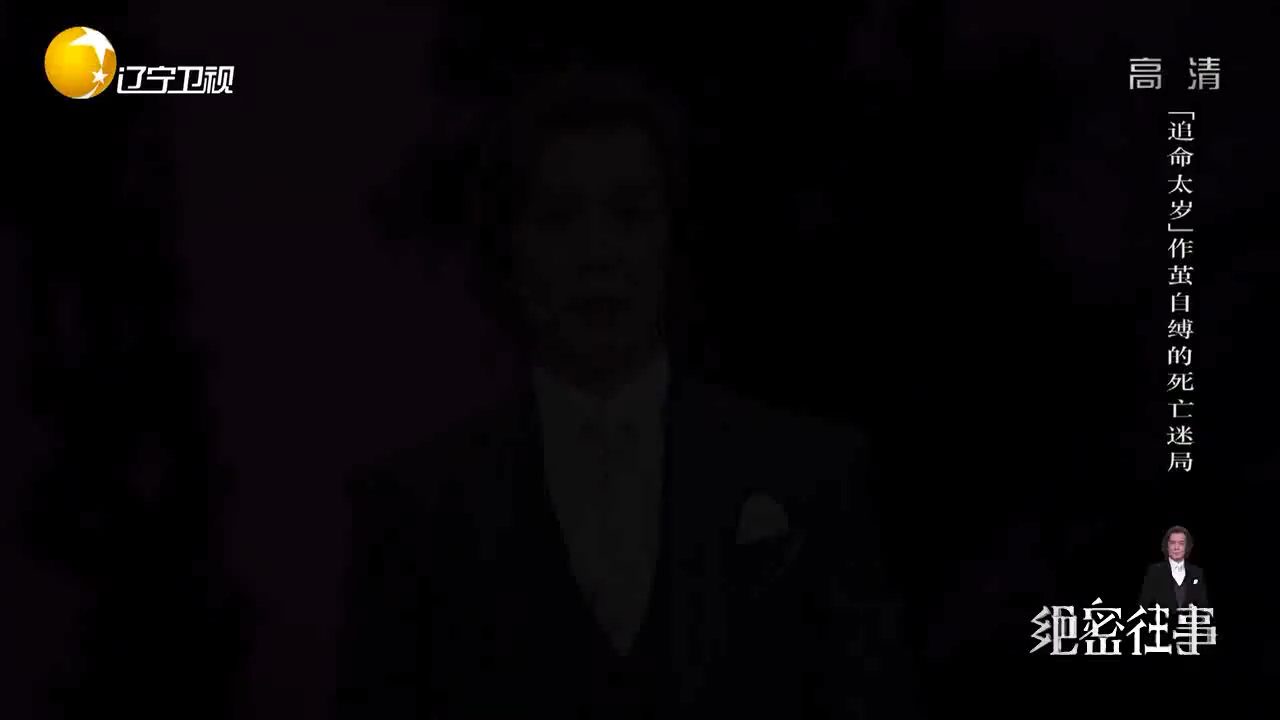 辽宁卫视
高清
「追命太岁」作茧自缚的死亡迷局
绝密往事